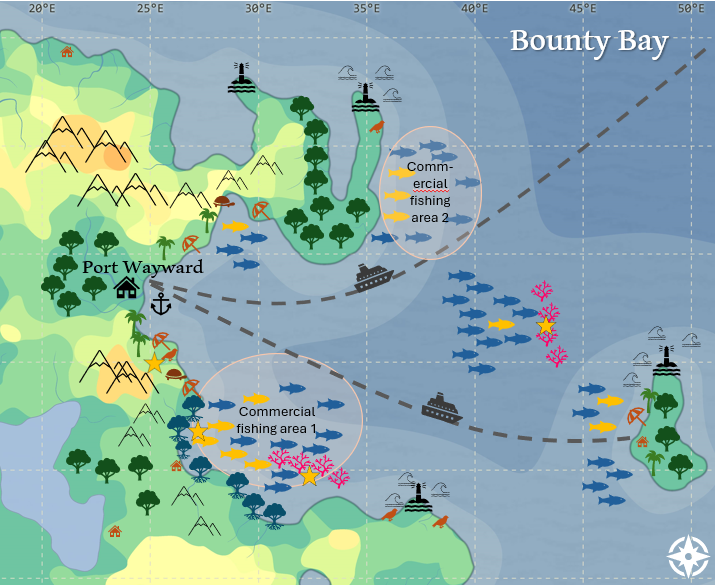 20°E 25°E 30°E 35°E 40°E 45°E 50°E
Bounty Bay
Comm-
ercial
fishing
area 2
Port Wayward
Commercial
fishing area 1